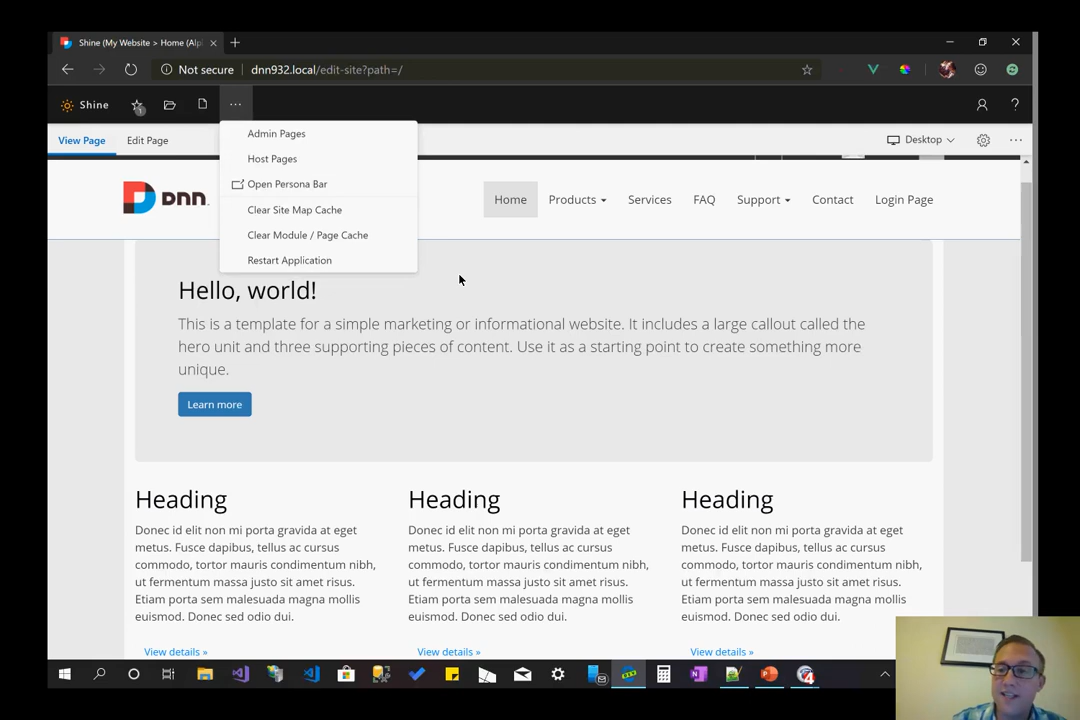 Shine (My Website > Home (Alp
Not secure
dnn932.local/edit-site?path=/
Shine
1
View Page
Edit Page
Desktop
Admin Pages
Host Pages
Open Persona Bar
Clear Site Map Cache
Clear Module / Page Cache
Restart Application
DNN
Home
Products
Services
FAQ
Support
Contact
Login Page
Hello, world!
This is a template for a simple marketing or informational website. It includes a large callout called the
hero unit and three supporting pieces of content. Use it as a starting point to create something more
unique.
Learn more
Heading
Donec id elit non mi porta gravida at eget
metus. Fusce dapibus, tellus ac cursus
commodo, tortor mauris condimentum nibh,
ut fermentum massa justo sit amet risus.
Etiam porta sem malesuada magna mollis
euismod. Donec sed odio dui.
View details »
Heading
Donec id elit non mi porta gravida at eget
metus. Fusce dapibus, tellus ac cursus
commodo, tortor mauris condimentum nibh,
ut fermentum massa justo sit amet risus.
Etiam porta sem malesuada magna mollis
euismod. Donec sed odio dui.
View details »
Heading
Donec id elit non mi porta gravida at eget
metus. Fusce dapibus, tellus ac cursus
commodo, tortor mauris condimentum nibh,
ut fermentum massa justo sit amet risus.
Etiam porta sem malesuada magna mollis
euismod. Donec sed odio dui.
View details »